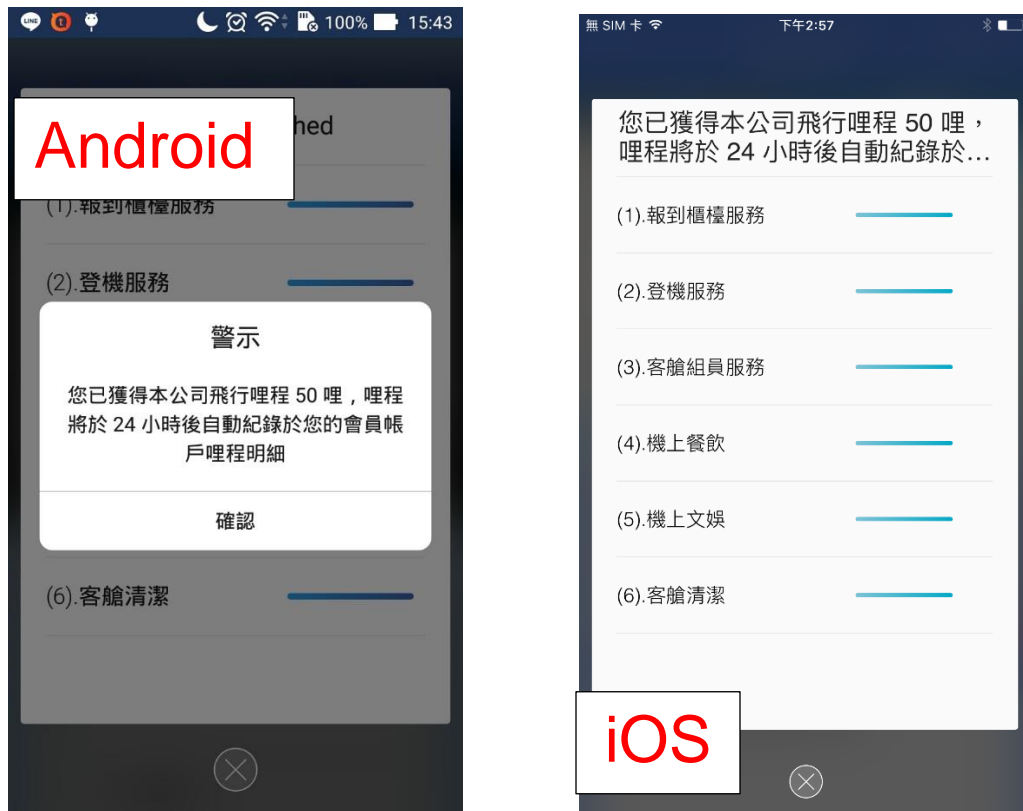 LINE
100% 15:43
Android
hed
(1).報到櫃檯服務
(2).登機服務
警示
您已獲得本公司飛行哩程 50 哩，哩程
將於 24 小時後自動紀錄於您的會員帳
戶哩程明細
確認
(6).客艙清潔
無 SIM 卡 下午2:57
您已獲得本公司飛行哩程 50 哩，
哩程將於 24 小時後自動紀錄於…
(1).報到櫃檯服務
(2).登機服務
(3).客艙組員服務
(4).機上餐飲
(5).機上文娛
(6).客艙清潔
iOS